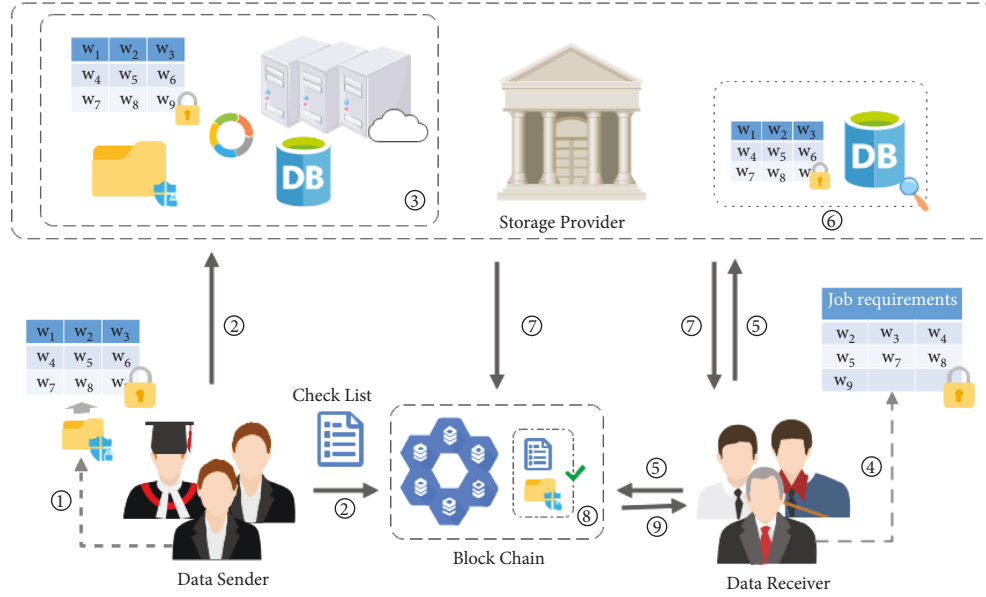 w₁ w₂ w₃
w₄ w₅ w₆
w₇ w₈ w₉
DB
③
Storage Provider
w₁ w₂ w₃
w₄ w₅ w₆
w₇ w₈ w
DB
⑥
②
⑦
⑦
⑤
Job requirements
w₂ w₃ w₄
w₅ w₇ w₈
w₉
w₁ w₂ w₃
w₄ w₅ w₆
w₇ w₈ w
Check List
①
②
⑧
⑤
⑨
④
Data Sender
Block Chain
Data Receiver